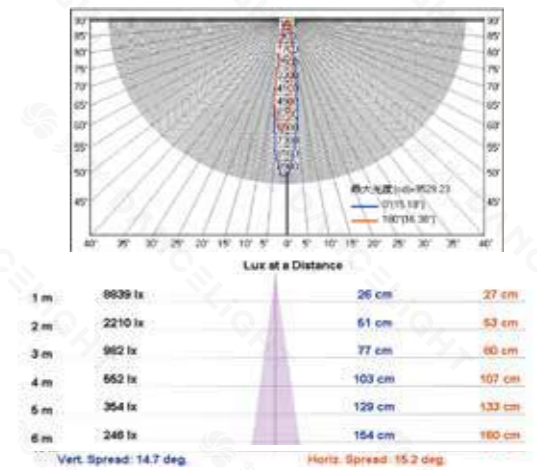 90° 90°
85° 85°
80° 80°
75° 75°
70° 70°
65° 65°
60° 60°
55° 55°
50° 50°
45° 45°
最大光度
40° 35° 30° 25° 20° 15° 10° 5° 0° 5° 10° 15° 20° 25° 30° 35° 40°
Lux at a Distance
1 m 8839 lx 26 cm 27 cm
2 m 2210 lx 51 cm 53 cm
3 m 982 lx 77 cm cm
4 m 552 lx 103 cm 107 cm
5 m 354 lx 129 cm 133 cm
6 m 246 lx 154 cm 160 cm
Vert. Spread: 14.7 deg. Horiz. Spread: 15.2 deg.